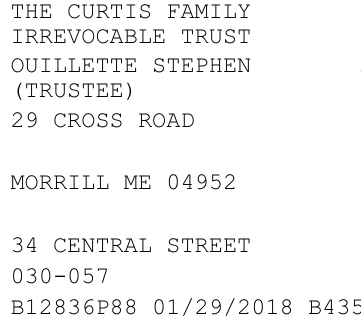 THE CURTIS FAMILY
IRREVOCABLE TRUST
OUILLETTE STEPHEN
(TRUSTEE)
29 CROSS ROAD
MORRILL ME 04952
34 CENTRAL STREET
030-057
B12836P88 01/29/2018 B435